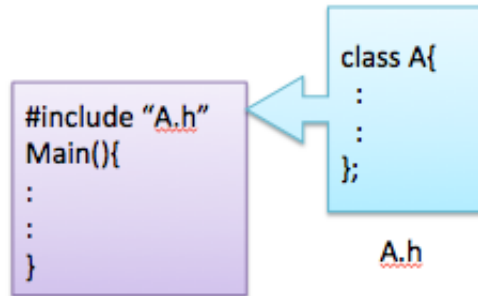 #include “A.h”
Main(){
:
:
}
class A{
:
:
};
A.h